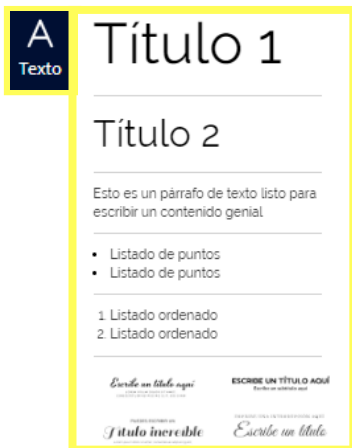 A
Texto
Título 1
Título 2
Esto es un párrafo de texto listo para
escribir un contenido genial
• Listado de puntos
• Listado de puntos
1. Listado ordenado
2. Listado ordenado
Escribe un título aquí
ESCRIBE UN TÍTULO AQUÍ
Escribe un subtítulo aquí
Título increíble
Escribe un título